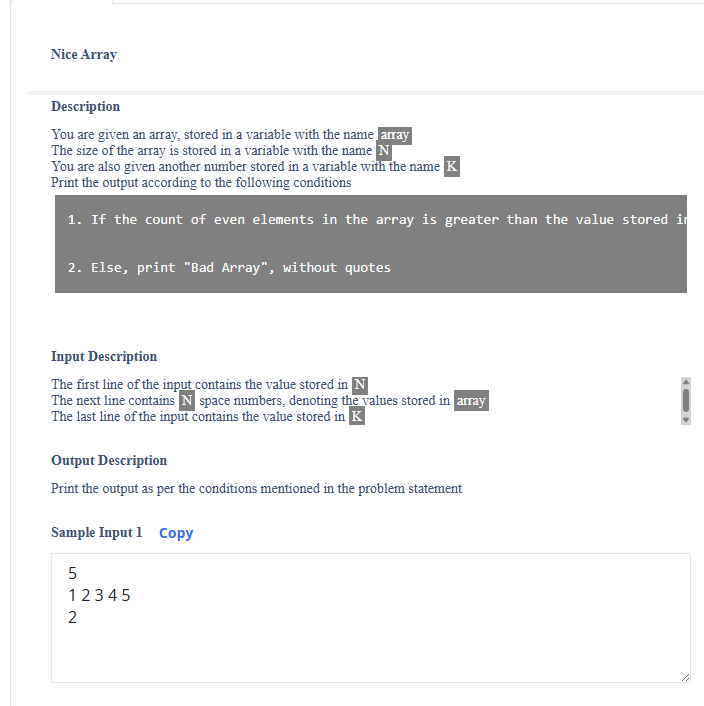 Nice Array
Description
You are given an array, stored in a variable with the name array
The size of the array is stored in a variable with the name N
You are also given another number stored in a variable with the name K
Print the output according to the following conditions
1. If the count of even elements in the array is greater than the value stored in
2. Else, print "Bad Array", without quotes
Input Description
The first line of the input contains the value stored in N
The next line contains N space numbers, denoting the values stored in array
The last line of the input contains the value stored in K
Output Description
Print the output as per the conditions mentioned in the problem statement
Sample Input 1 Copy
5
1 2 3 4 5
2